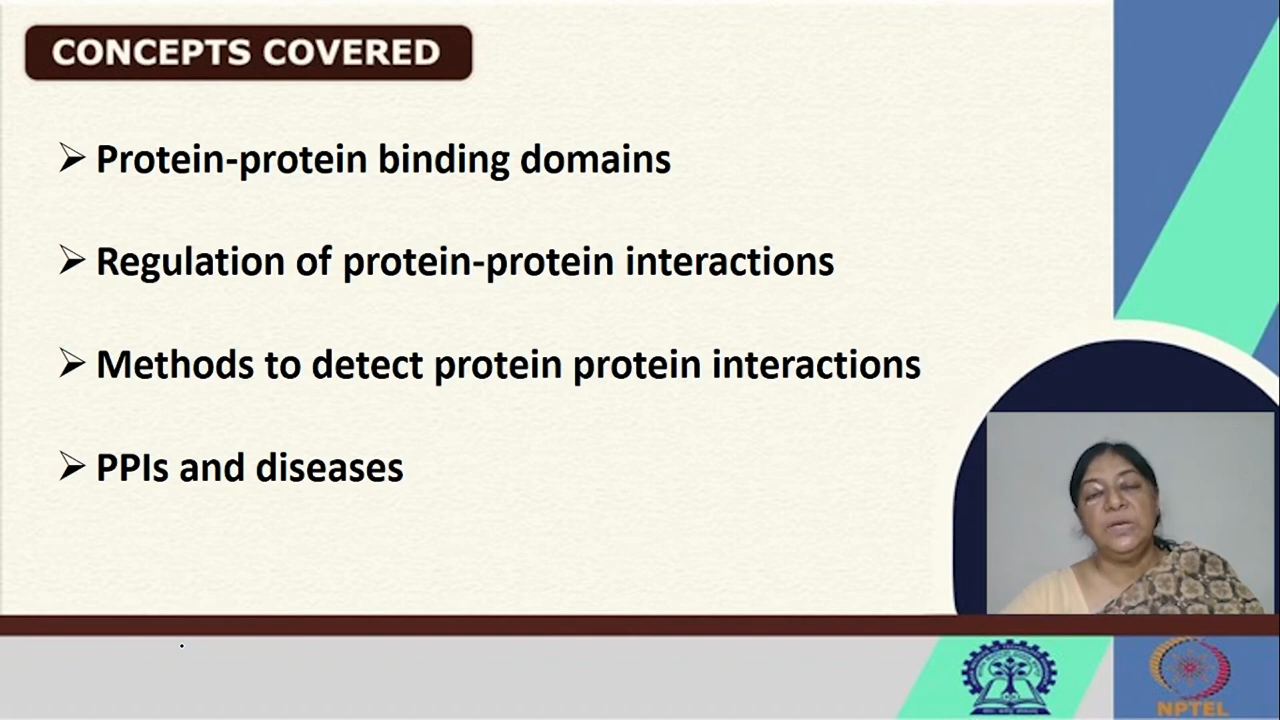 CONCEPTS COVERED
➢ Protein-protein binding domains
➢ Regulation of protein-protein interactions
➢ Methods to detect protein protein interactions
➢ PPIs and diseases
NPTEL